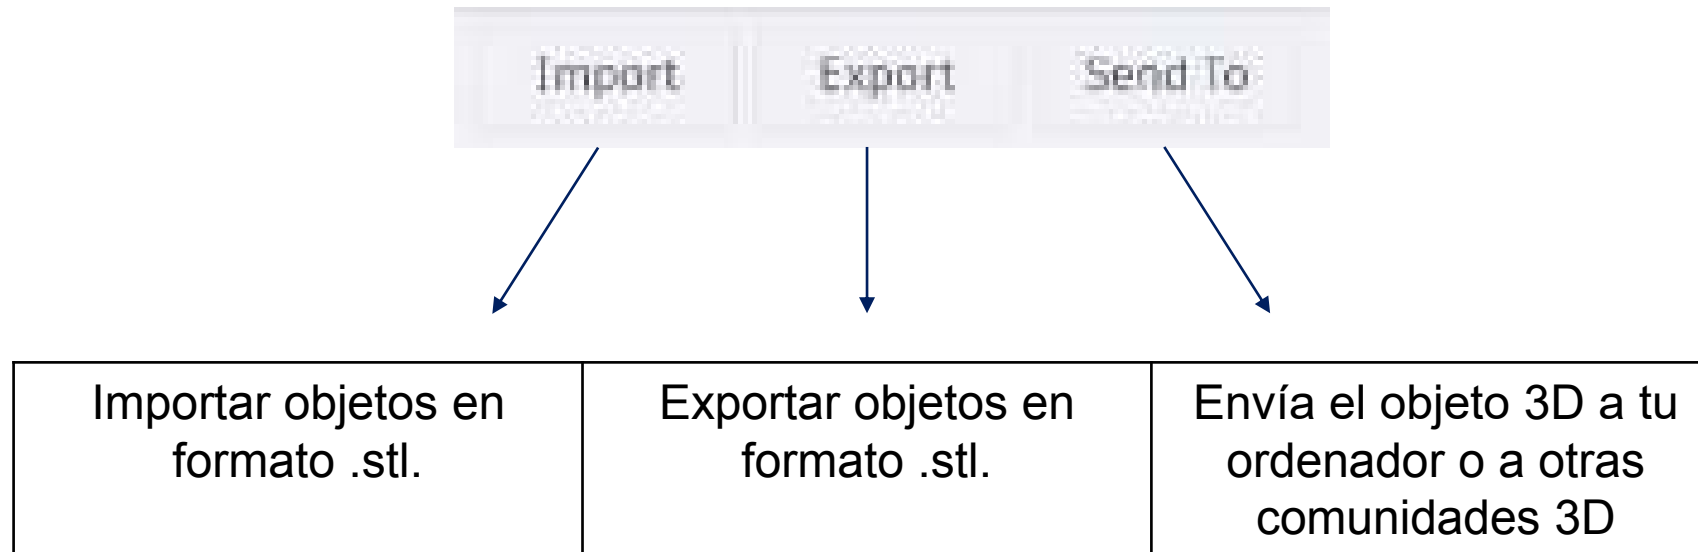 Import Export Send To
Importar objetos en
formato .stl.
Exportar objetos en
formato .stl.
Envía el objeto 3D a tu
ordenador o a otras
comunidades 3D